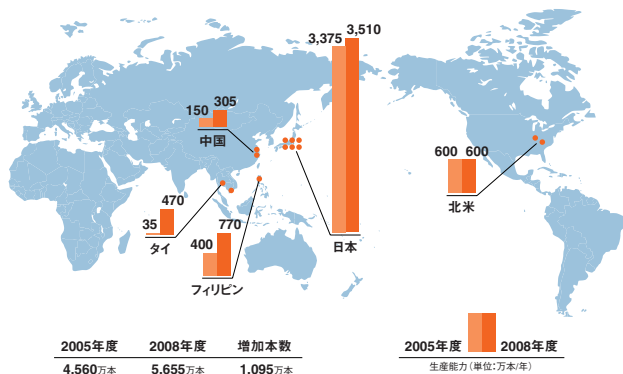 3,375 3,510
150 305
中国
600 600
北米
35 470
タイ
400 770
フィリピン
日本
2005年度 2008年度 増加本数
4,560万本 5,655万本 1,095万本
2005年度 2008年度
生産能力（単位：万本/年）